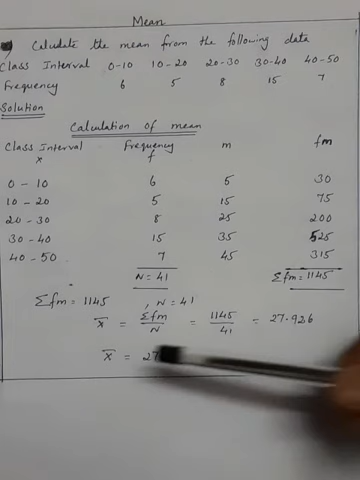 Mean
Calculate the mean from the following data
Class Interval 0-10 10-20 20-30 30-40 40-50
Frequency 6 5 8 15 7
Solution
Calculation of mean
Class Interval Frequency m fm
x f
0-10 6 5 30
10-20 5 15 75
20-30 8 25 200
30-40 15 35 525
40-50 7 45 315
N=41 Σfm=1145
Σfm=1145 , N=41
x̄ = Σfm/N = 1145/41 = 27.926
x̄ = 27